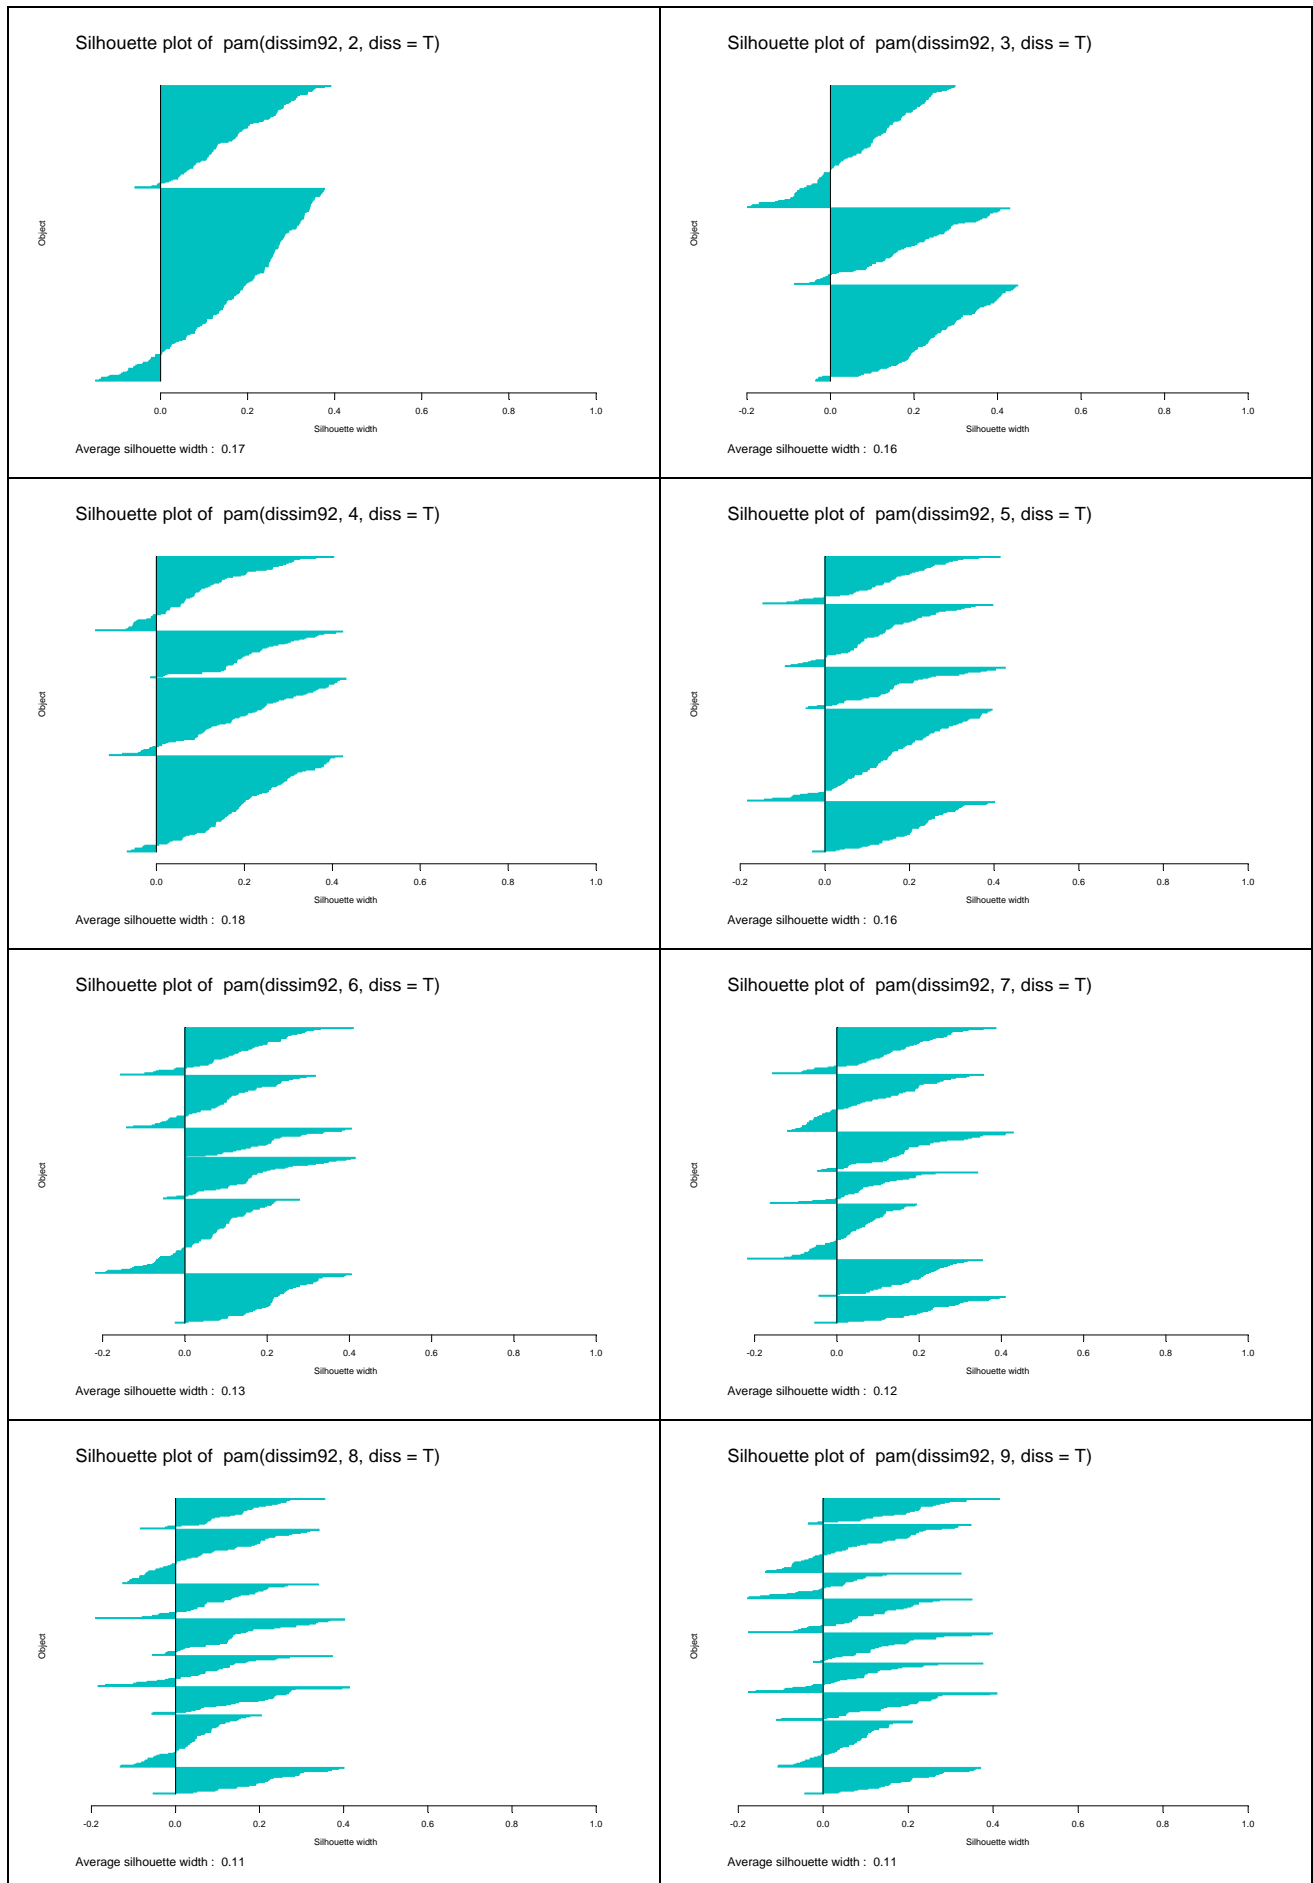 Silhouette plot of pam(dissim92, 2, diss = T)
Object
0.0 0.2 0.4 0.6 0.8 1.0
Silhouette width
Average silhouette width : 0.17
Silhouette plot of pam(dissim92, 3, diss = T)
Object
-0.2 0.0 0.2 0.4 0.6 0.8 1.0
Silhouette width
Average silhouette width : 0.16
Silhouette plot of pam(dissim92, 4, diss = T)
Object
0.0 0.2 0.4 0.6 0.8 1.0
Silhouette width
Average silhouette width : 0.18
Silhouette plot of pam(dissim92, 5, diss = T)
Object
-0.2 0.0 0.2 0.4 0.6 0.8 1.0
Silhouette width
Average silhouette width : 0.16
Silhouette plot of pam(dissim92, 6, diss = T)
Object
-0.2 0.0 0.2 0.4 0.6 0.8 1.0
Silhouette width
Average silhouette width : 0.13
Silhouette plot of pam(dissim92, 7, diss = T)
Object
-0.2 0.0 0.2 0.4 0.6 0.8 1.0
Silhouette width
Average silhouette width : 0.12
Silhouette plot of pam(dissim92, 8, diss = T)
Object
-0.2 0.0 0.2 0.4 0.6 0.8 1.0
Silhouette width
Average silhouette width : 0.11
Silhouette plot of pam(dissim92, 9, diss = T)
Object
-0.2 0.0 0.2 0.4 0.6 0.8 1.0
Silhouette width
Average silhouette width : 0.11